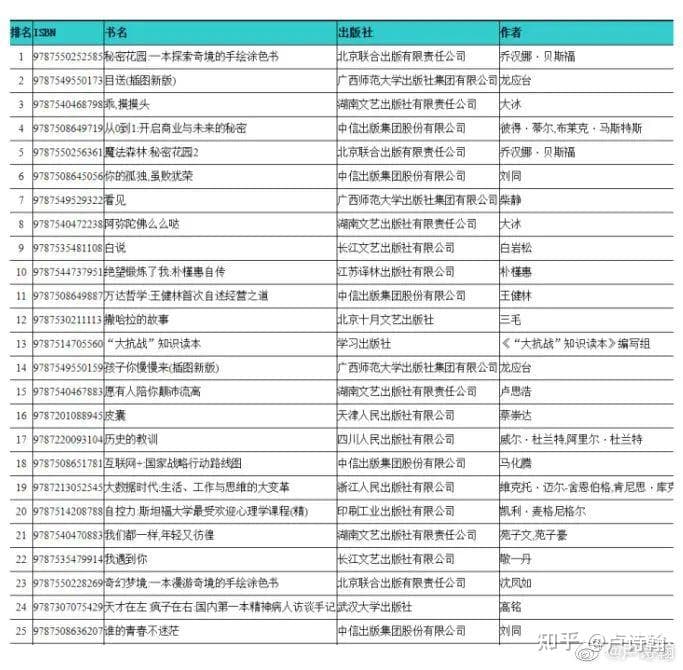 排名 ISBN 书名 出版社 作者
1 9787550252585 秘密花园:一本探索奇境的手绘涂色书 北京联合出版有限责任公司 乔汉娜·贝斯福
2 9787549550173 目送(插图新版) 广西师范大学出版社集团有限公司 龙应台
3 9787540468798 乖,摸摸头 湖南文艺出版社有限责任公司 大冰
4 9787508649719 从0到1:开启商业与未来的秘密 中信出版集团股份有限公司 彼得·蒂尔,布莱克·马斯特斯
5 9787550256361 魔法森林:秘密花园2 北京联合出版有限责任公司 乔汉娜·贝斯福
6 9787508645056 你的孤独,虽败犹荣 中信出版集团股份有限公司 刘同
7 9787549529322 看见 广西师范大学出版社集团有限公司 柴静
8 9787540472238 阿弥陀佛么么哒 湖南文艺出版社有限责任公司 大冰
9 9787535481108 白说 长江文艺出版社有限公司 白岩松
10 9787544737951 绝望锻炼了我:朴槿惠自传 江苏译林出版社有限公司 朴槿惠
11 9787508649887 万达哲学:王健林首次自述经营之道 中信出版集团股份有限公司 王健林
12 9787530211113 撒哈拉的故事 北京十月文艺出版社 三毛
13 9787514705560 “大抗战”知识读本 学习出版社 《“大抗战”知识读本》编写组
14 9787549550159 孩子你慢慢来(插图新版) 广西师范大学出版社集团有限公司 龙应台
15 9787540467883 愿有人陪你颠沛流离 湖南文艺出版社有限责任公司 卢思浩
16 9787201088945 皮囊 天津人民出版社有限公司 蔡崇达
17 9787220093104 历史的教训 四川人民出版社有限公司 威尔·杜兰特,阿里尔·杜兰特
18 9787508651781 互联网+:国家战略行动路线图 中信出版集团股份有限公司 马化腾
19 9787213052545 大数据时代:生活、工作与思维的大变革 浙江人民出版社有限公司 维克托·迈尔-舍恩伯格,肯尼思·库克
20 9787514208788 自控力:斯坦福大学最受欢迎心理学课程(精) 印刷工业出版社有限公司 凯利·麦格尼格尔
21 9787540470883 我们都一样,年轻又彷徨 湖南文艺出版社有限责任公司 苑子文,苑子豪
22 9787535479914 我遇到你 长江文艺出版社有限公司 敬一丹
23 9787550228269 奇幻梦境:一本漫游奇境的手绘涂色书 北京联合出版有限责任公司 沈凤如
24 9787307075429 天才在左:疯子在右:国内第一本精神病人访谈手记 武汉大学出版社 高铭
25 9787508636207 谁的青春不迷茫 中信出版集团股份有限公司 刘同
知乎 @卢诗翰
@卢诗翰